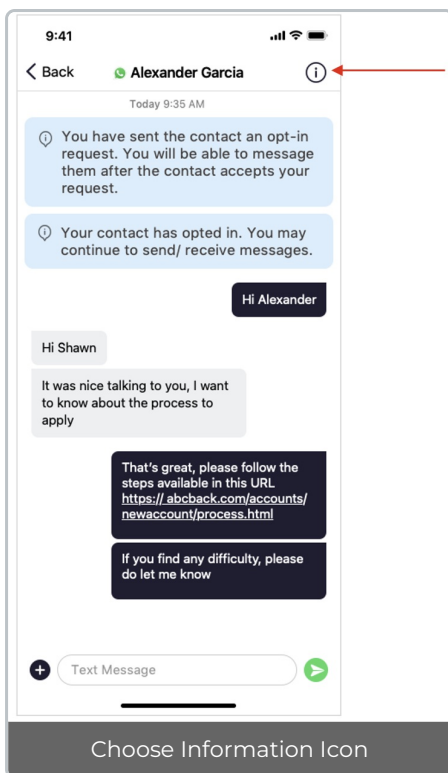 9:41
Back
Alexander Garcia
Today 9:35 AM
You have sent the contact an opt-in
request. You will be able to message
them after the contact accepts your
request.
Your contact has opted in. You may
continue to send/ receive messages.
Hi Alexander
Hi Shawn
It was nice talking to you, I want
to know about the process to
apply
That's great, please follow the
steps available in this URL
https:// abcback.com/accounts/
newaccount/process.html
If you find any difficulty, please
do let me know
Text Message
Choose Information Icon